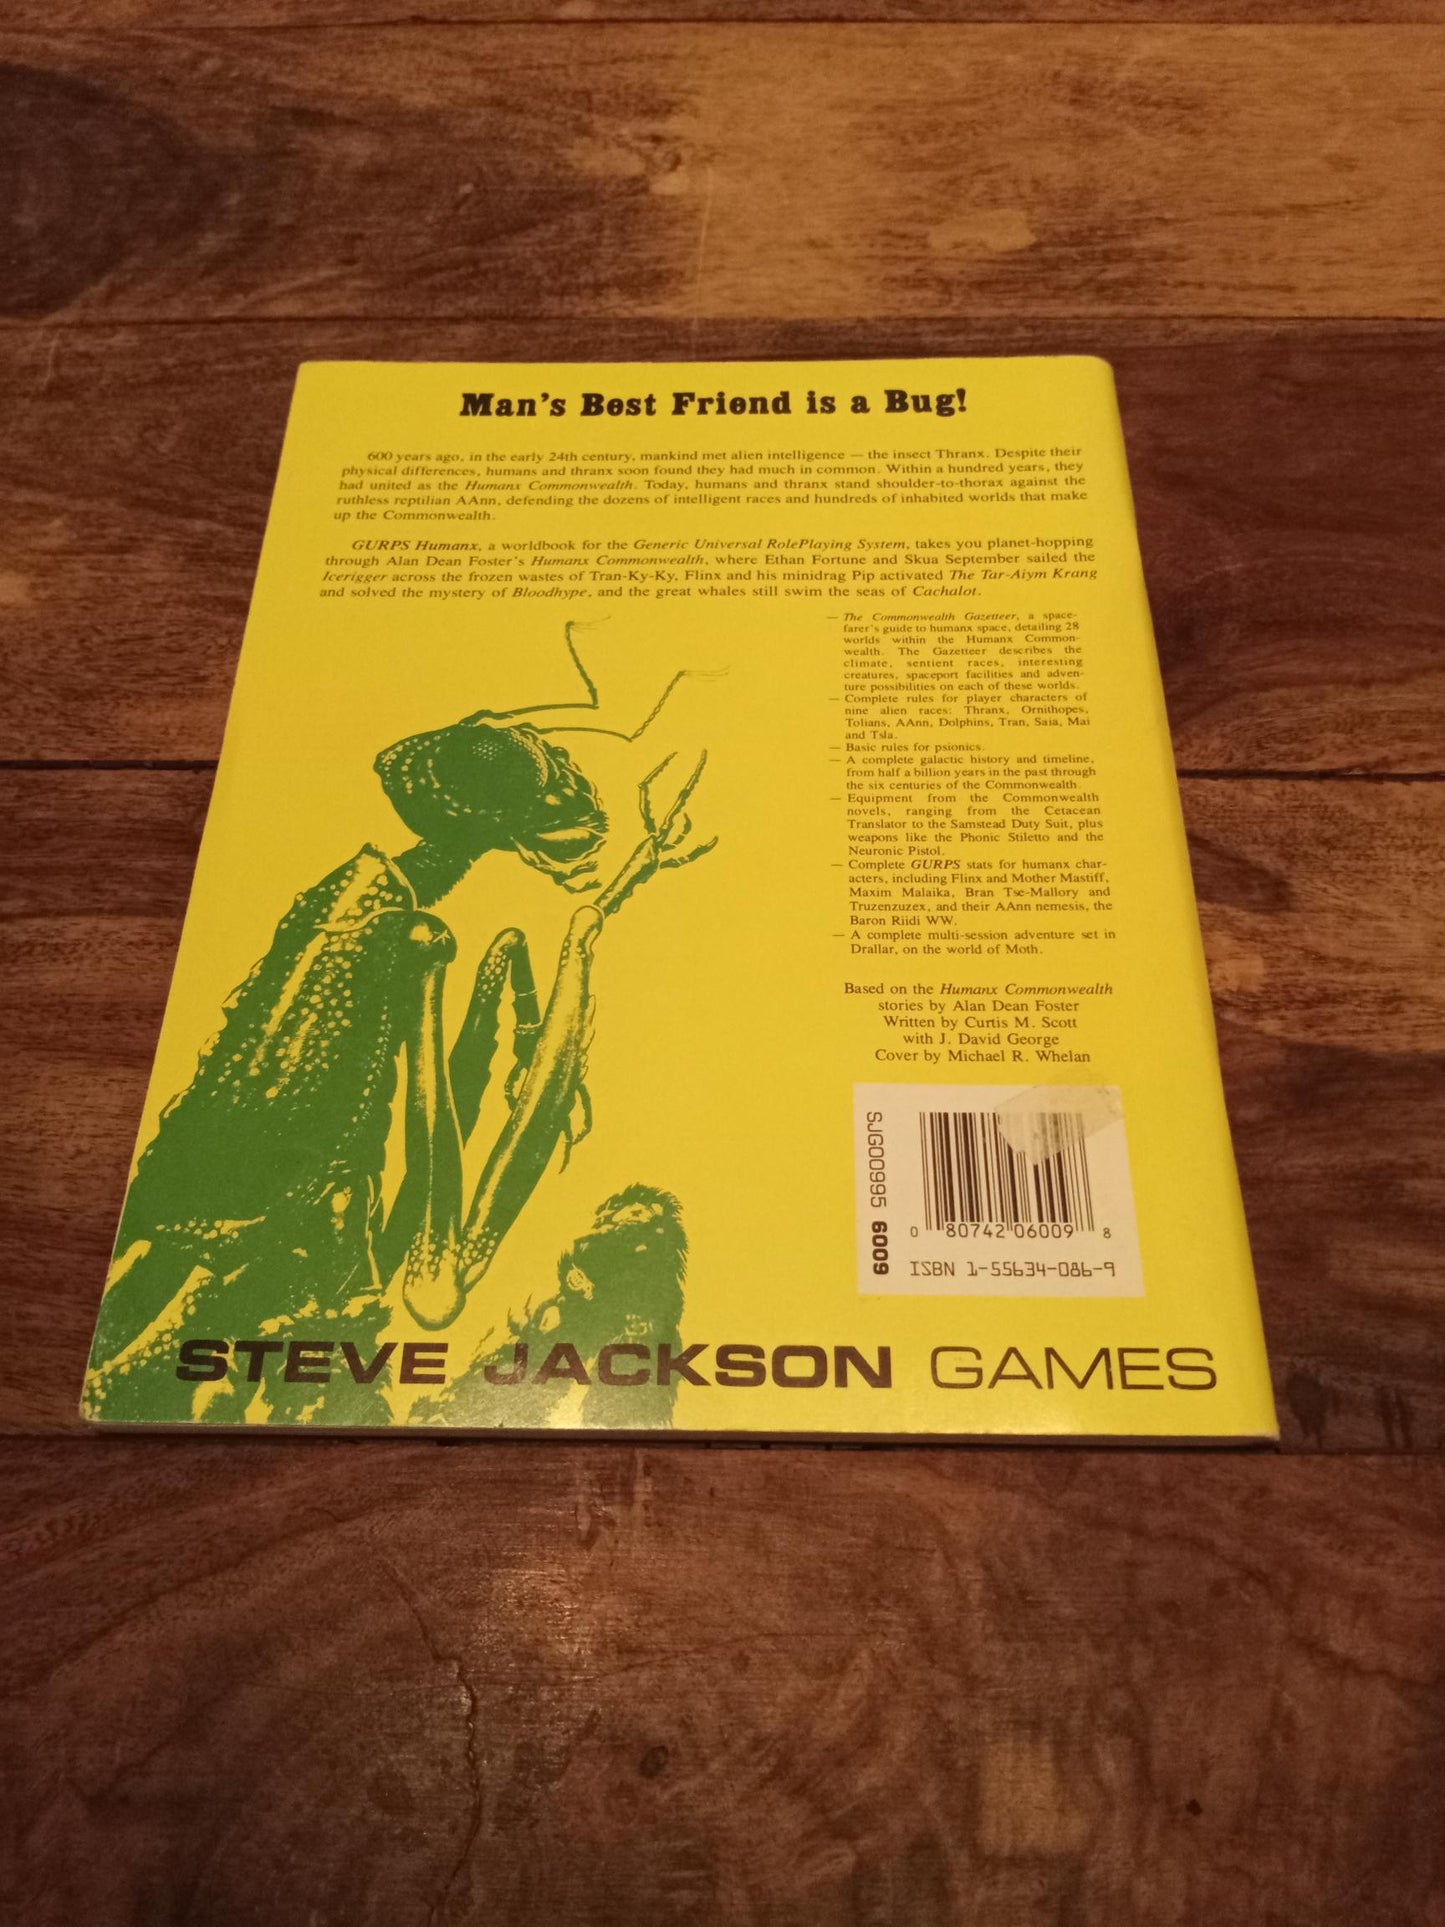 Man's Best Friend is a Bug!
600 years ago, in the early 24th century, mankind met alien intelligence — the insect Thranx. Despite their
physical differences, humans and thranx soon found they had much in common. Within a hundred years, they
had united as the Humanx Commonwealth. Today, humans and thranx stand shoulder-to-thorax against the
ruthless reptilian AAnn, defending the dozens of intelligent races and hundreds of inhabited worlds that make
up the Commonwealth.
GURPS Humanx, a worldbook for the Generic Universal RolePlaying System, takes you planet-hopping
through Alan Dean Foster's Humanx Commonwealth, where Ethan Fortune and Skua September sailed the
Icerigger across the frozen wastes of Tran-Ky-Ky, Flinx and his minidrag Pip activated The Tar-Aiym Krang
and solved the mystery of Bloodhype, and the great whales still swim the seas of Cachalot.
— The Commonwealth Gazetteer, a space-
farer's guide to humanx space, detailing 28
worlds within the Humanx Common-
wealth. The Gazetteer describes the
climate, sentient races, interesting
creatures, spaceport facilities and adven-
ture possibilities on each of these worlds.
— Complete rules for player characters of
nine alien races: Thranx, Ornithopes,
Tolians, AAnn, Dolphins, Tran, Saia, Mai
and Tsla.
— Basic rules for psionics.
— A complete galactic history and timeline,
from half a billion years in the past through
the six centuries of the Commonwealth.
— Equipment from the Commonwealth
novels, ranging from the Cetacean
Translator to the Samstead Duty Suit, plus
weapons like the Phonic Stiletto and the
Neuronic Pistol.
— Complete GURPS stats for humanx char-
acters, including Flinx and Mother Mastiff,
Maxim Malaika, Bran Tse-Mallory and
Truzenzuzex, and their AAnn nemesis, the
Baron Riidi WW.
— A complete multi-session adventure set in
Drallar, on the world of Moth.
Based on the Humanx Commonwealth
stories by Alan Dean Foster
Written by Curtis M. Scott
with J. David George
Cover by Michael R. Whelan
SJG00995 6009
0 80742 06009 8
ISBN 1-55634-086-9
STEVE JACKSON GAMES